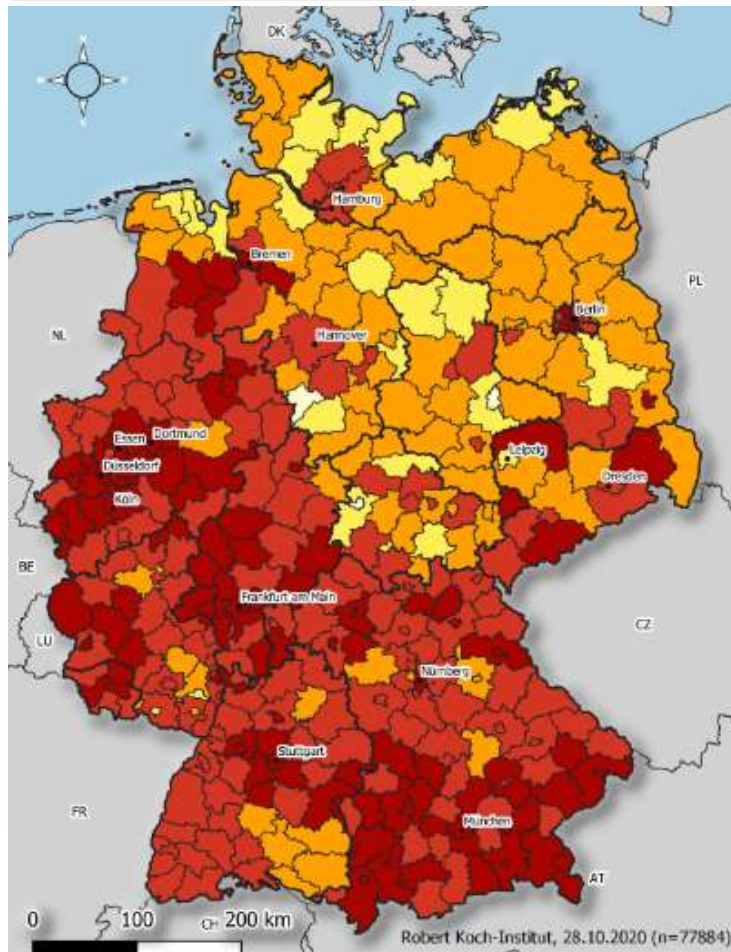 DK
Hamburg
Bremen
PL
Berlin
NL
Hannover
Essen
Dortmund
Düsseldorf
Leipzig
Dresden
Köln
BE
Frankfurt am Main
LU
CZ
Nürnberg
Stuttgart
FR
München
AT
0 100 CH 200 km
Robert Koch-Institut, 28.10.2020 (n=77884)